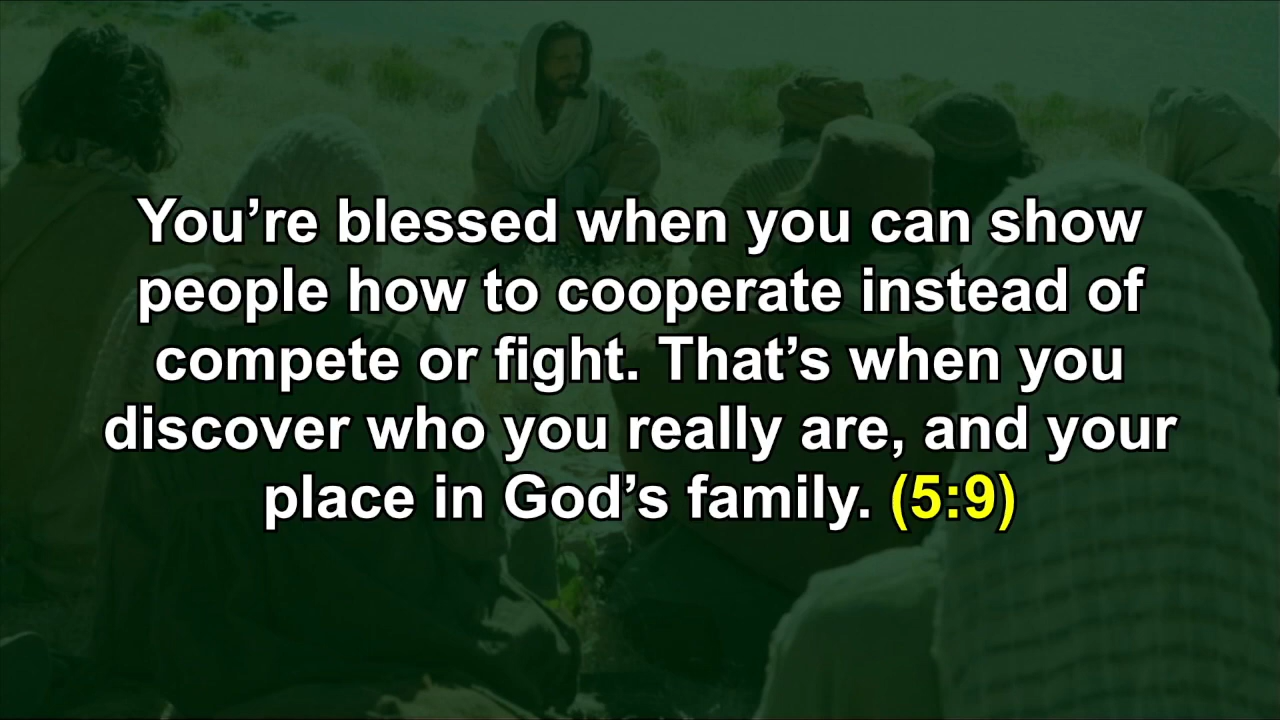 You’re blessed when you can show
people how to cooperate instead of
compete or fight. That’s when you
discover who you really are, and your
place in God’s family. (5:9)